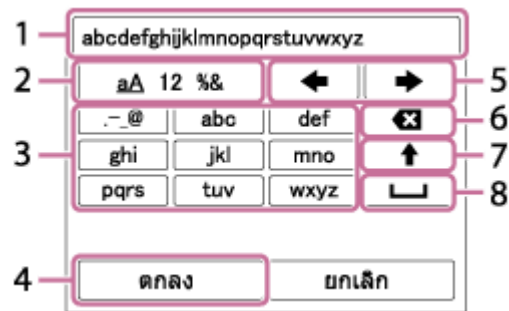 1 abcdefghijklmnopqrstuvwxyz
2 aA 12 %& 5
.-_@ abc def 6
3 ghi jkl mno 7
pqrs tuv wxyz 8
4 ตกลง ยกเลิก